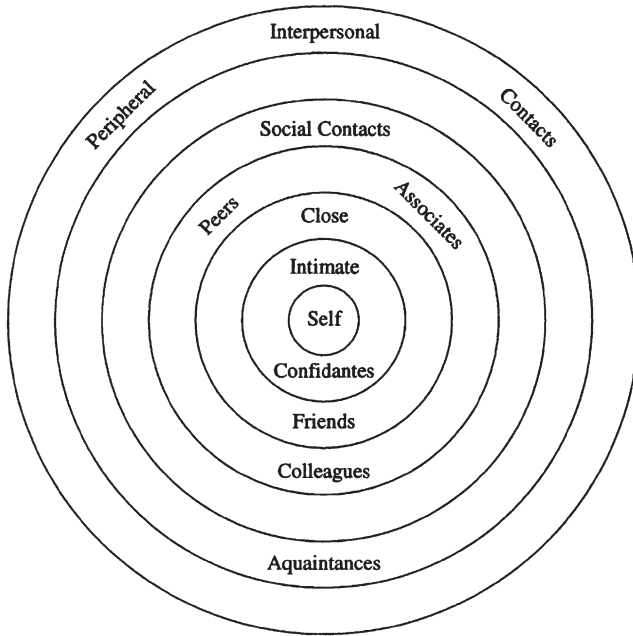 Interpersonal
Peripheral
Contacts
Social Contacts
Peers
Associates
Close
Intimate
Self
Confidantes
Friends
Colleagues
Aquaintances